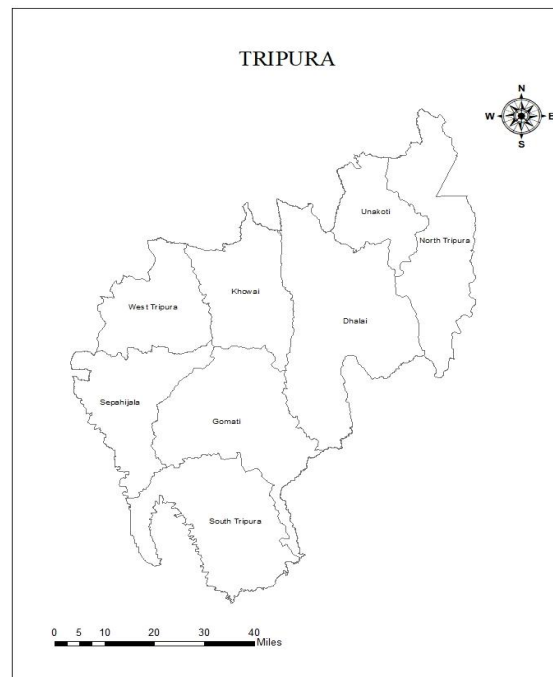 TRIPURA
N
W E
S
Unakoti
North Tripura
Khowai
West Tripura
Dhalai
Sepahijala
Gomati
South Tripura
0 5 10 20 30 40
Miles